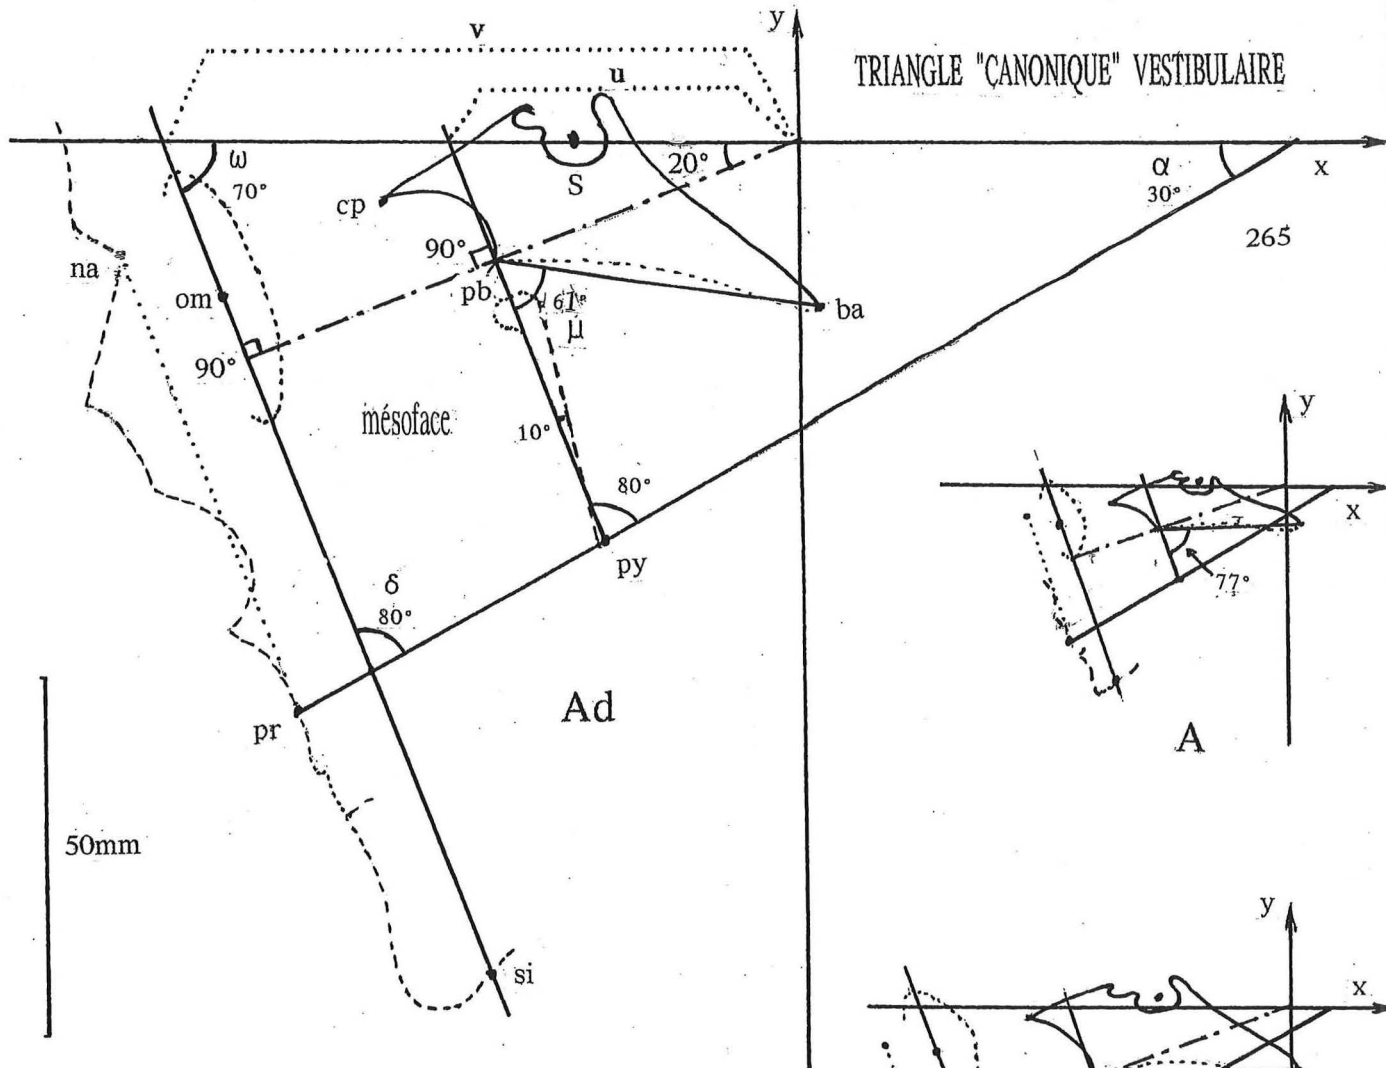 y
v
TRIANGLE "CANONIQUE" VESTIBULAIRE
u
ω
70°
20°
α
30°
x
S
cp
265
90°
na
om
pb
61°
μ
ba
90°
mésoface
10°
80°
y
x
py
77°
δ
80°
Ad
pr
A
50mm
y
x
si